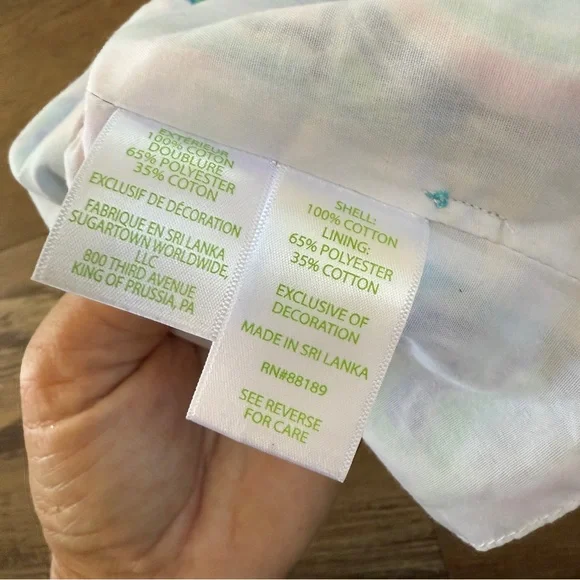 EXTERIEUR
100% COTON
DOUBLURE
65% POLYESTER
35% COTON
EXCLUSIF DE DÉCORATION
FABRIQUE EN SRI LANKA
SUGARTOWN WORLDWIDE,
LLC
800 THIRD AVENUE
KING OF PRUSSIA, PA
SHELL:
100% COTTON
LINING:
65% POLYESTER
35% COTTON
EXCLUSIVE OF
DECORATION
MADE IN SRI LANKA
RN#88189
SEE REVERSE
FOR CARE